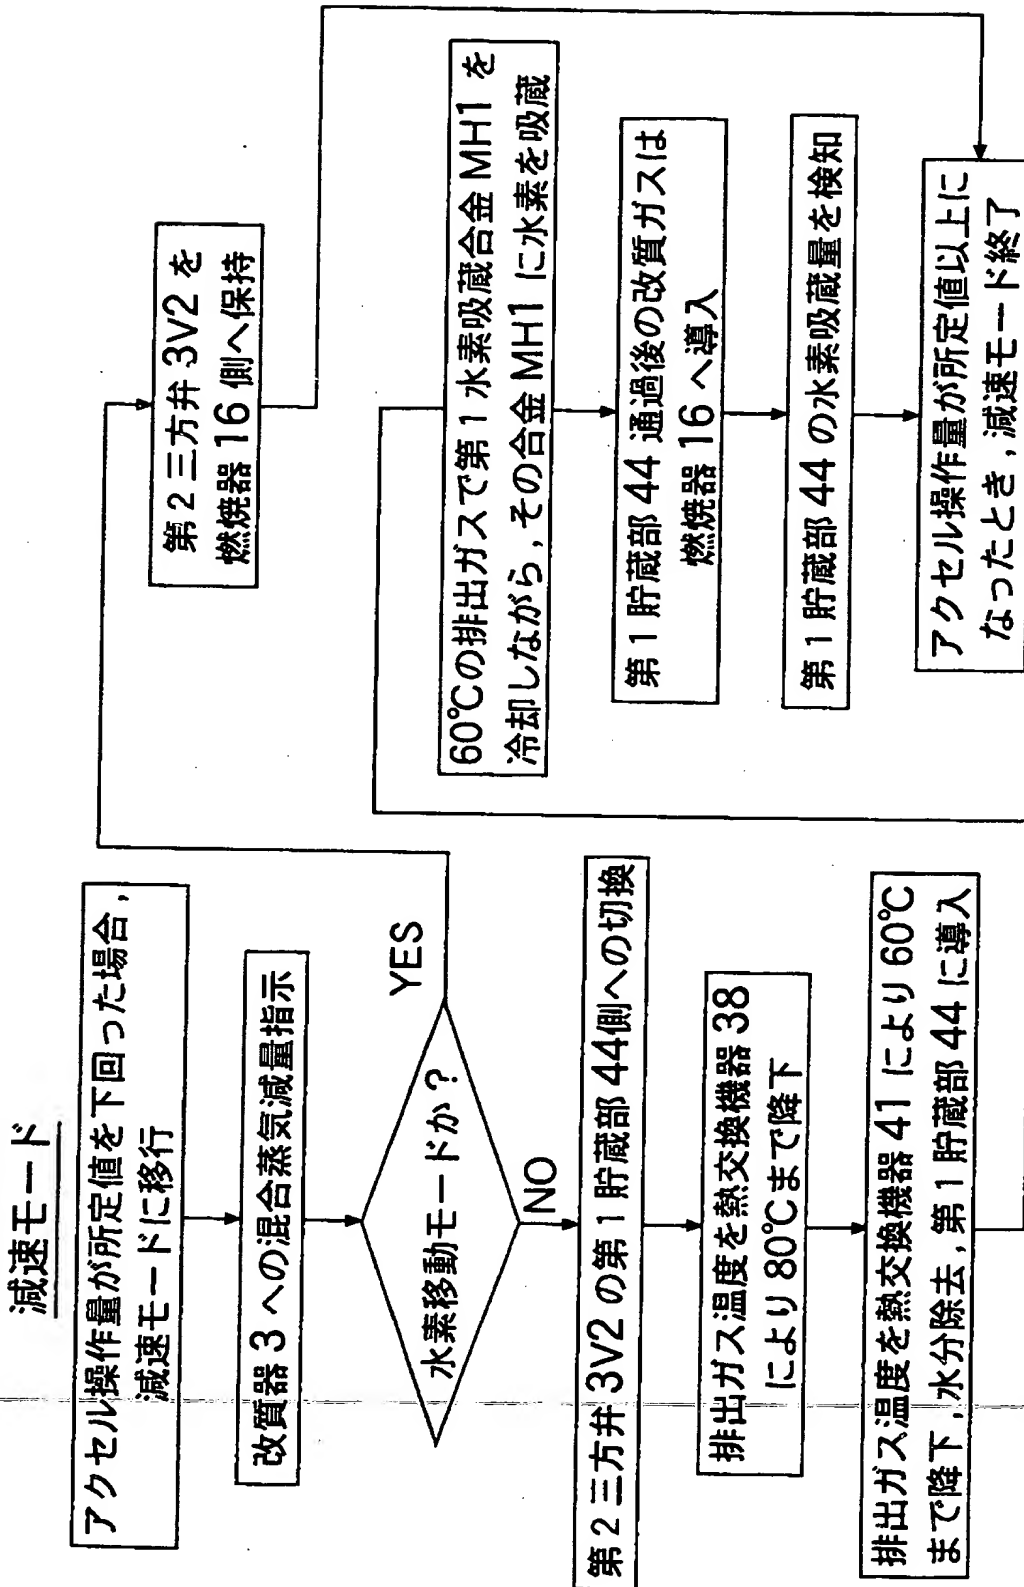 減速モード
アクセル操作量が所定値を下回った場合,
減速モードに移行
改質器 3 への混合蒸気減量指示
水素移動モードか？
YES
NO
第2三方弁 3V2 の第1貯蔵部 44側への切換
排出ガス温度を熱交換機器 38
により 80℃まで降下
排出ガス温度を熱交換機器 41 により 60℃
まで降下, 水分除去, 第1貯蔵部 44 に導入
第2三方弁 3V2 を
燃焼器 16 側へ保持
60℃の排出ガスで第1水素吸蔵合金 MH1 を
冷却しながら, その合金 MH1 に水素を吸蔵
第1貯蔵部 44 通過後の改質ガスは
燃焼器 16 へ導入
第1貯蔵部 44 の水素吸蔵量を検知
アクセル操作量が所定値以上に
なったとき, 減速モード終了